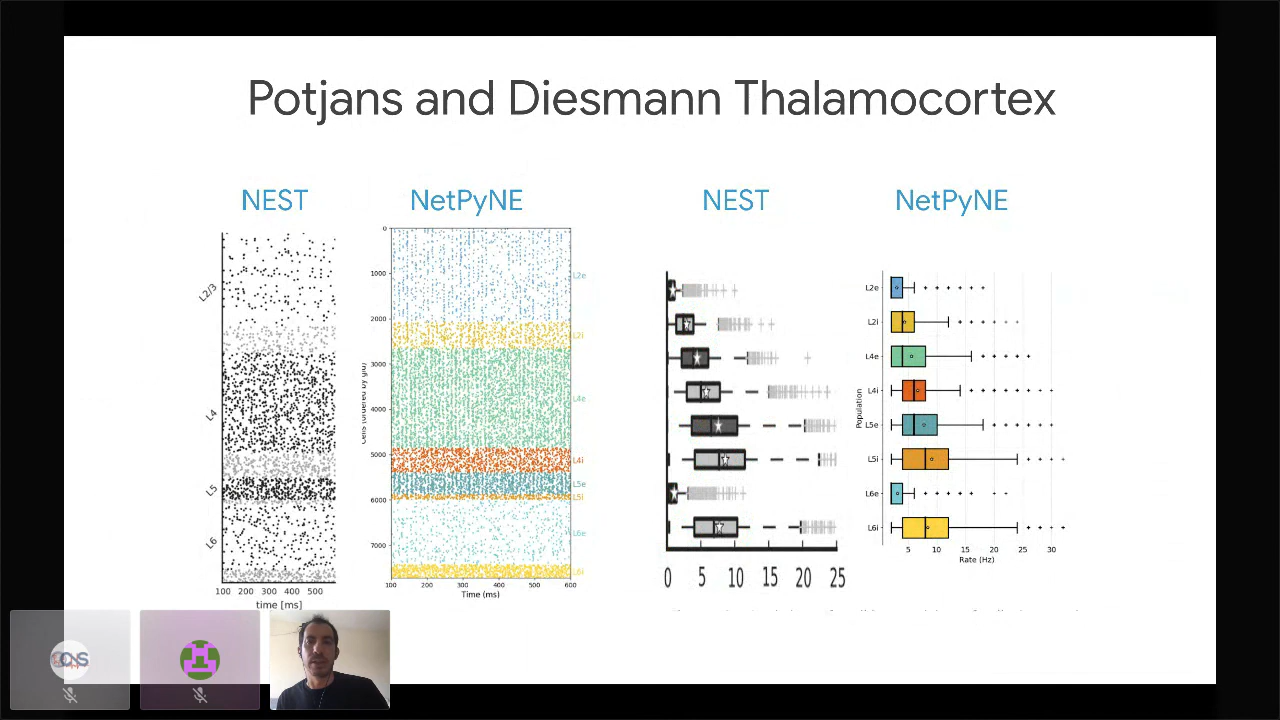 Potjans and Diesmann Thalamocortex
NEST
NetPyNE
NEST
NetPyNE
L2/3
L4
L5
L6
100 200 300 400 500
time [ms]
0
1000
2000
3000
4000
5000
6000
7000
L2e
L2i
L4e
L4i
L5e
L5i
L6e
L6i
100 200 300 400 500 600
Time (ms)
0 5 10 15 20 25
Population
L2e
L2i
L4e
L4i
L5e
L5i
L6e
L6i
5 10 15 20 25 30
Rate (Hz)